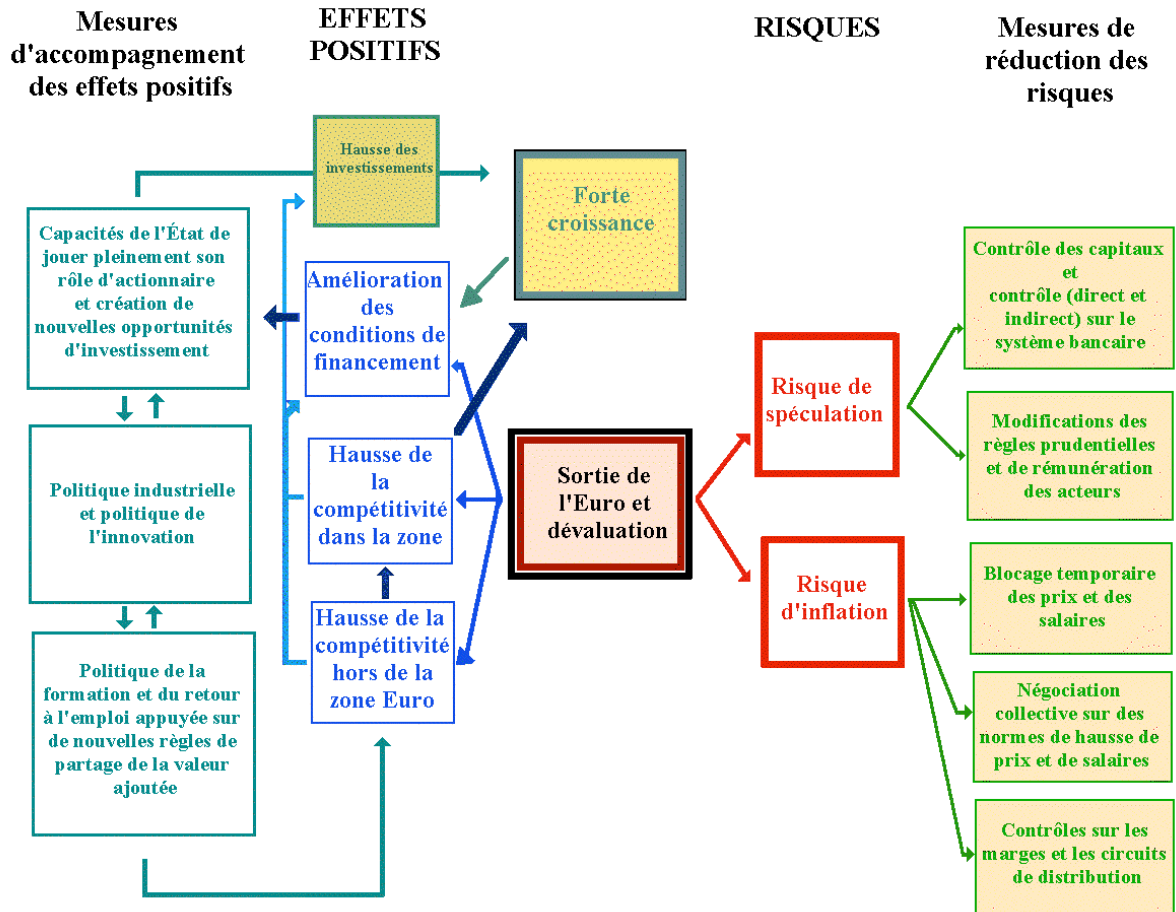 Mesures
d'accompagnement
des effets positifs
EFFETS
POSITIFS
RISQUES
Mesures de
réduction des
risques
Hausse des
investissements
Forte
croissance
Capacités de l'État de
jouer pleinement son
rôle d'actionnaire
et création de
nouvelles opportunités
d'investissement
Amélioration
des
conditions de
financement
Politique industrielle
et politique de
l'innovation
Hausse de
la
compétitivité
dans la zone
Politique de la
formation et du retour
à l'emploi appuyée sur
de nouvelles règles de
partage de la valeur
ajoutée
Hausse de la
compétitivité
hors de la
zone Euro
Sortie de
l'Euro et
dévaluation
Risque de
spéculation
Risque
d'inflation
Contrôle des capitaux
et
contrôle (direct et
indirect) sur le
système bancaire
Modifications des
règles prudentielles
et de rémunération
des acteurs
Blocage temporaire
des prix et des
salaires
Négociation
collective sur des
normes de hausse de
prix et de salaires
Contrôles sur les
marges et les circuits
de distribution